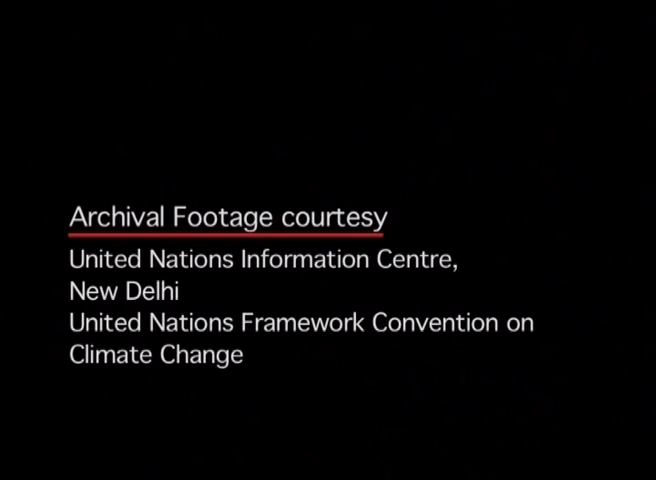 Archival Footage courtesy
United Nations Information Centre,
New Delhi
United Nations Framework Convention on
Climate Change